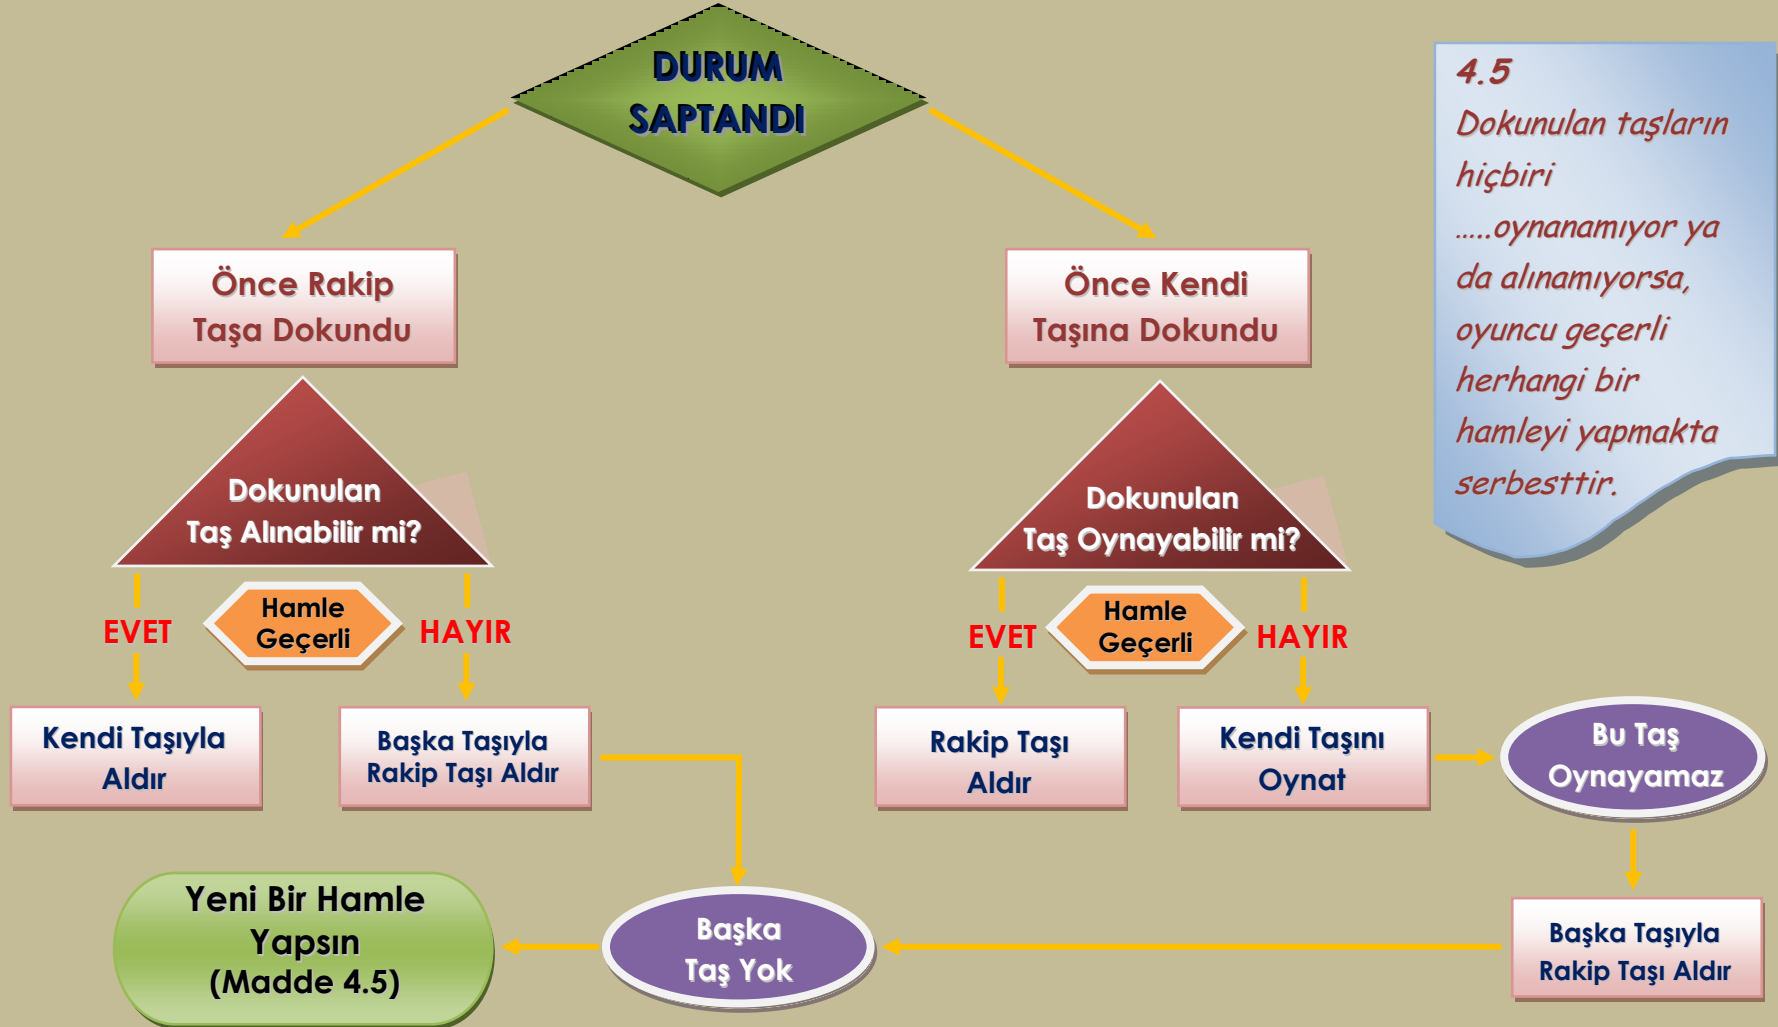 DURUM
SAPTANDI
4.5
Dokunulan taşların
hiçbiri
…..oynanamıyor ya
da alınamıyorsa,
oyuncu geçerli
herhangi bir
hamleyi yapmakta
serbesttir.
Önce Rakip
Taşa Dokundu
Önce Kendi
Taşına Dokundu
Dokunulan
Taş Alınabilir mi?
Dokunulan
Taş Oynayabilir mi?
EVET
Hamle
Geçerli
HAYIR
EVET
Hamle
Geçerli
HAYIR
Kendi Taşıyla
Aldır
Başka Taşıyla
Rakip Taşı Aldır
Rakip Taşı
Aldır
Kendi Taşını
Oynat
Bu Taş
Oynayamaz
Yeni Bir Hamle
Yapsın
(Madde 4.5)
Başka
Taş Yok
Başka Taşıyla
Rakip Taşı Aldır